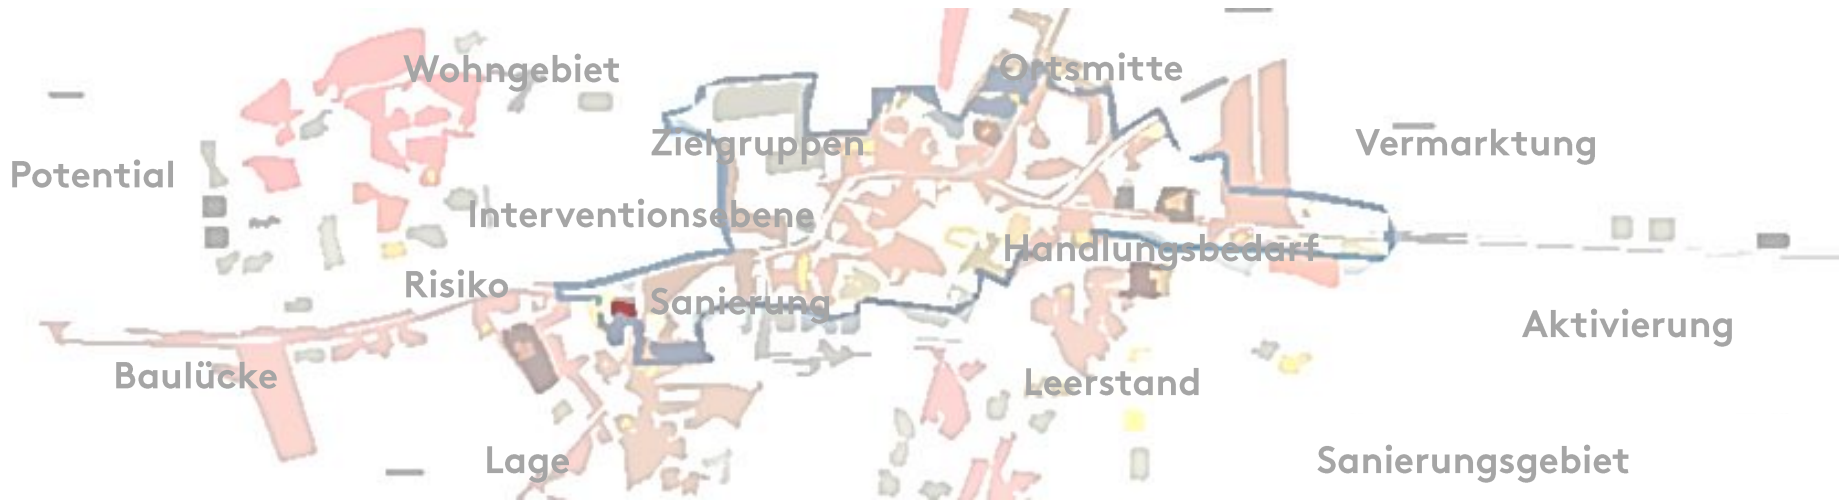 Wohngebiet
Ortsmitte
Zielgruppen
Vermarktung
Potential
Interventionsebene
Handlungsbedarf
Risiko
Sanierung
Aktivierung
Baulücke
Leerstand
Lage
Sanierungsgebiet